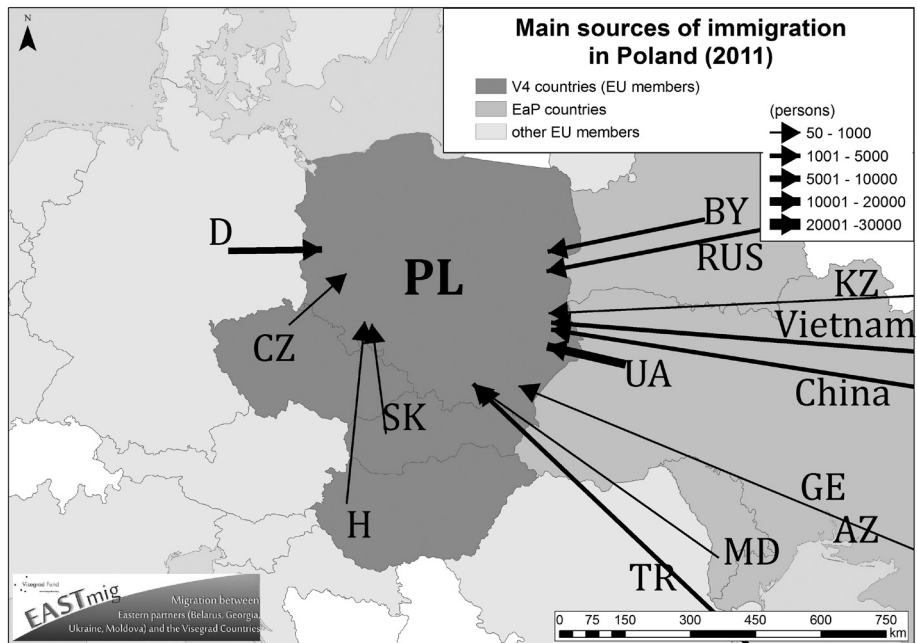 N
Main sources of immigration
in Poland (2011)
V4 countries (EU members)
EaP countries
other EU members
(persons)
50 - 1000
1001 - 5000
5001 - 10000
10001 - 20000
20001 -30000
D
BY
RUS
PL
KZ
CZ
Vietnam
UA
China
SK
GE
H
AZ
MD
TR
Visegrad Fund
EASTmig
Migration between
Eastern partners (Belarus, Georgia,
Ukraine, Moldova) and the Visegrad Countries
0 75 150 300 450 600 750
km